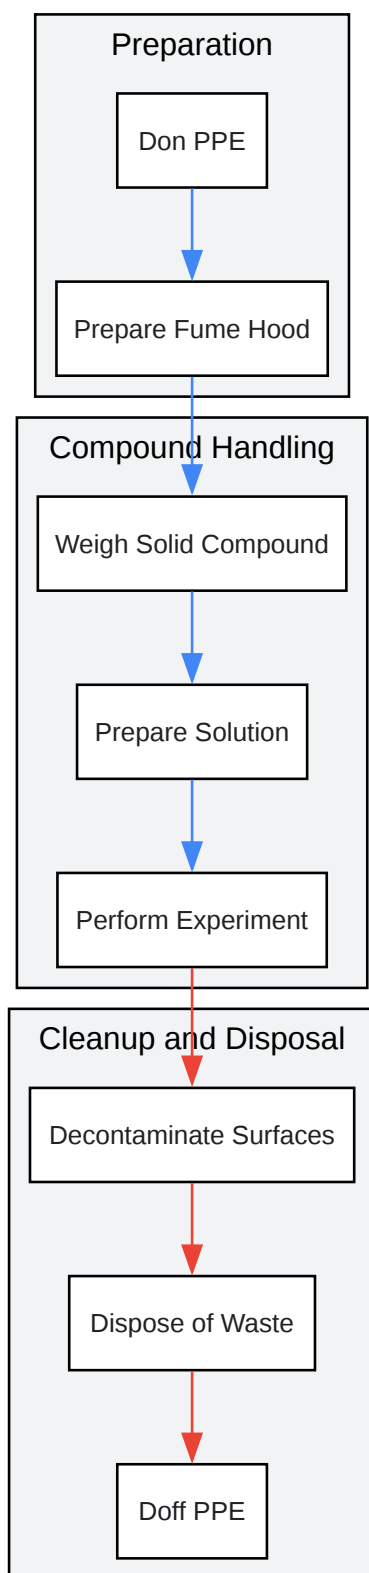 Preparation
Don PPE
Prepare Fume Hood
Compound Handling
Weigh Solid Compound
Prepare Solution
Perform Experiment
Cleanup and Disposal
Decontaminate Surfaces
Dispose of Waste
Doff PPE